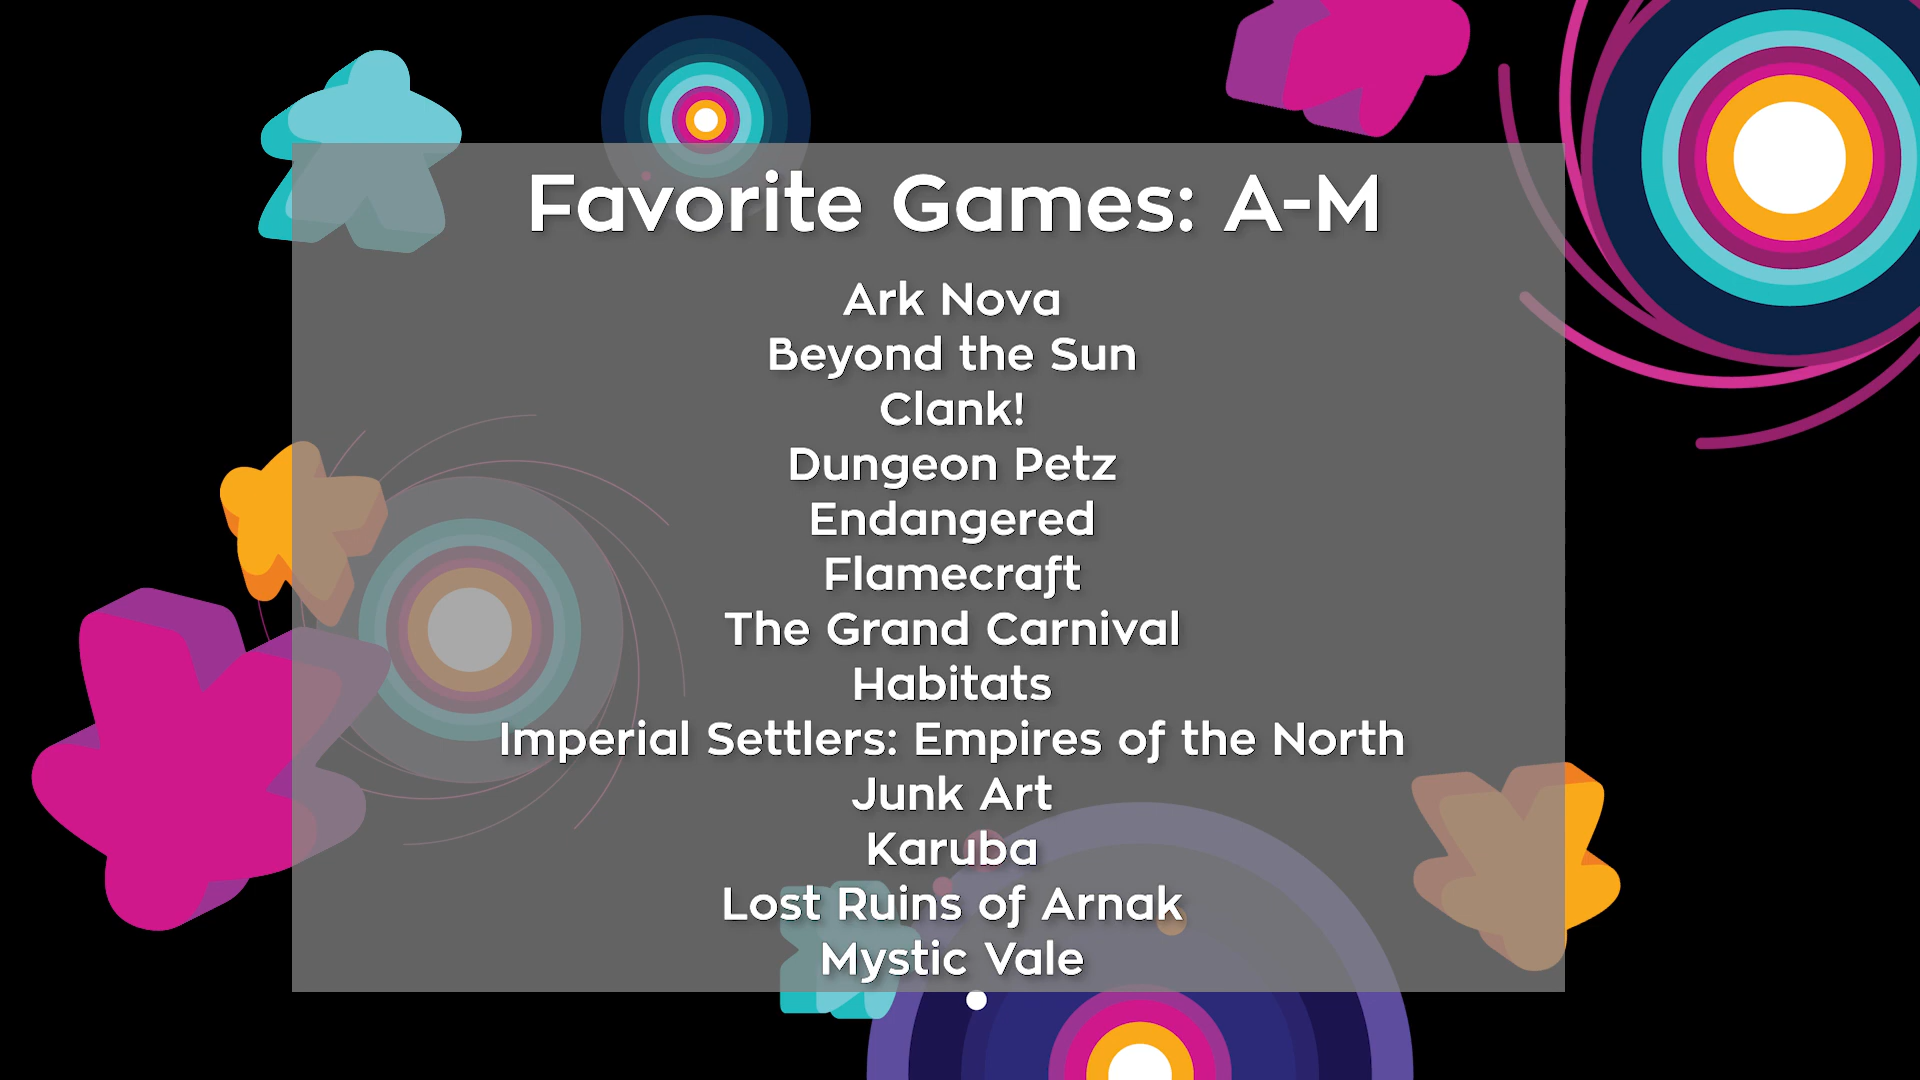 Favorite Games: A-M
Ark Nova
Beyond the Sun
Clank!
Dungeon Petz
Endangered
Flamecraft
The Grand Carnival
Habitats
Imperial Settlers: Empires of the North
Junk Art
Karuba
Lost Ruins of Arnak
Mystic Vale